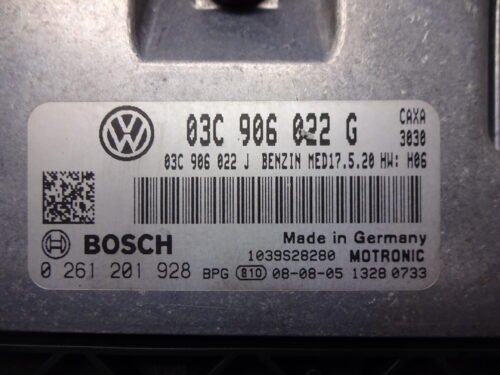 03C 906 022 G CAXA
3030
03C 906 022 J BENZIN MED17.5.20 HW: H06
BOSCH Made in Germany
1039S28280 MOTRONIC
0 261 201 928 BPG 810 08-08-05 1328 0733